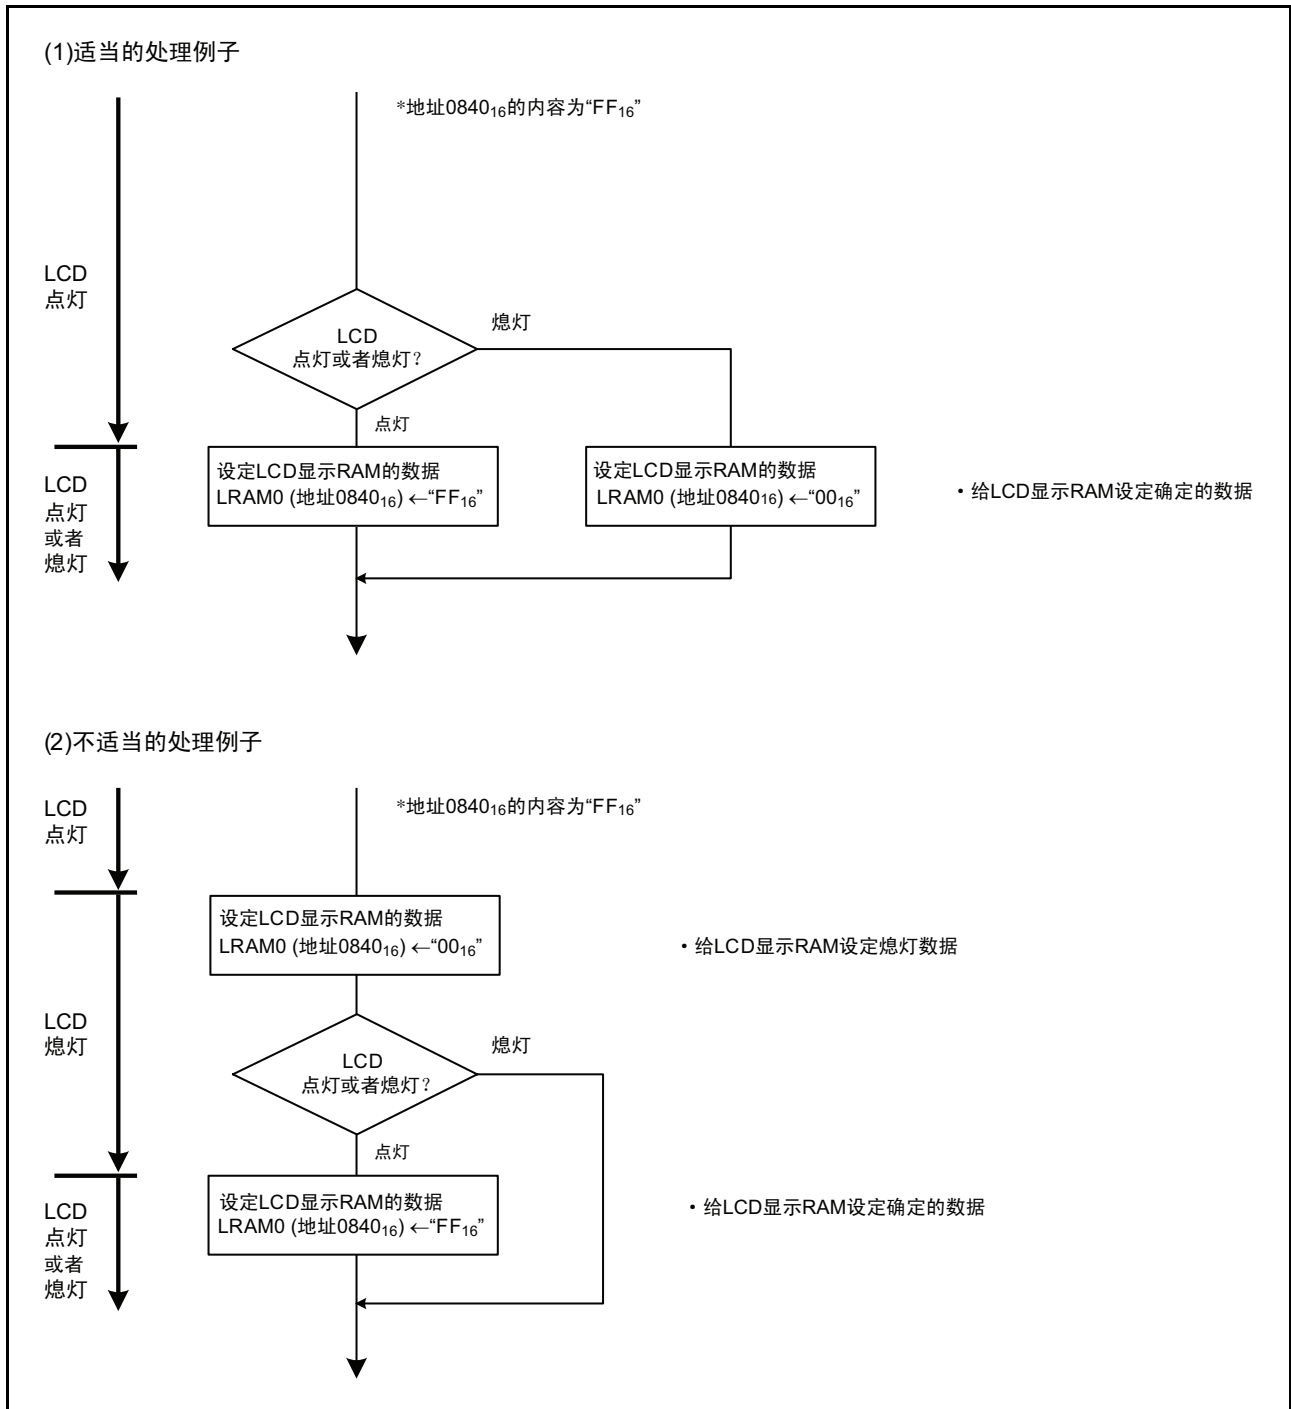 (1)适当的处理例子
*地址0840₁₆的内容为“FF₁₆”
LCD
点灯
LCD
点灯或者熄灯?
熄灯
点灯
LCD
点灯
或者
熄灯
设定LCD显示RAM的数据
LRAM0 (地址0840₁₆) ←“FF₁₆”
设定LCD显示RAM的数据
LRAM0 (地址0840₁₆) ←“00₁₆”
・给LCD显示RAM设定确定的数据
(2)不适当的处理例子
*地址0840₁₆的内容为“FF₁₆”
LCD
点灯
设定LCD显示RAM的数据
LRAM0 (地址0840₁₆) ←“00₁₆”
・给LCD显示RAM设定熄灯数据
LCD
熄灯
LCD
点灯或者熄灯?
熄灯
点灯
LCD
点灯
或者
熄灯
设定LCD显示RAM的数据
LRAM0 (地址0840₁₆) ←“FF₁₆”
・给LCD显示RAM设定确定的数据